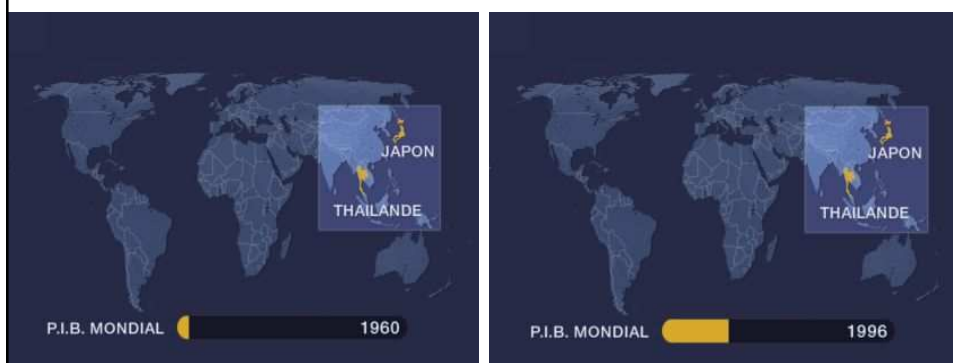 JAPON
THAILANDE
P.I.B. MONDIAL 1960
JAPON
THAILANDE
P.I.B. MONDIAL 1996